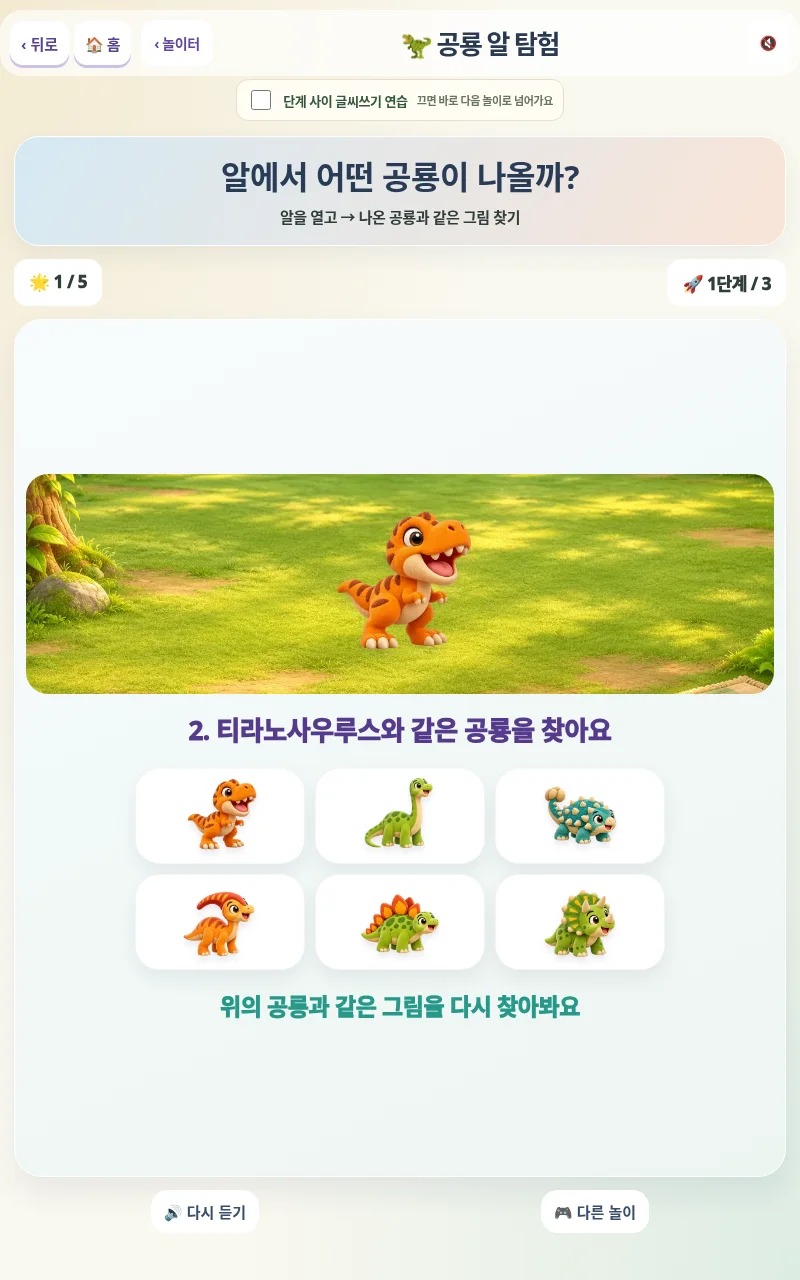 ‹ 뒤로
🏠 홈
‹ 놀이터
🦖 공룡 알 탐험
단계 사이 글씨쓰기 연습 끄면 바로 다음 놀이로 넘어가요
알에서 어떤 공룡이 나올까?
알을 열고 → 나온 공룡과 같은 그림 찾기
🌟 1 / 5
🚀 1단계 / 3
2. 티라노사우루스와 같은 공룡을 찾아요
위의 공룡과 같은 그림을 다시 찾아봐요
🔊 다시 듣기
🎮 다른 놀이